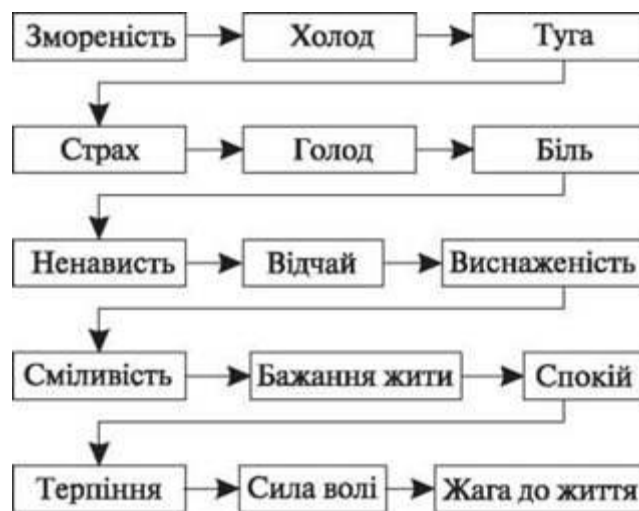 Змореність
Холод
Туга
Страх
Голод
Біль
Ненависть
Відчай
Виснаженість
Сміливість
Бажання жити
Спокій
Терпіння
Сила волі
Жага до життя